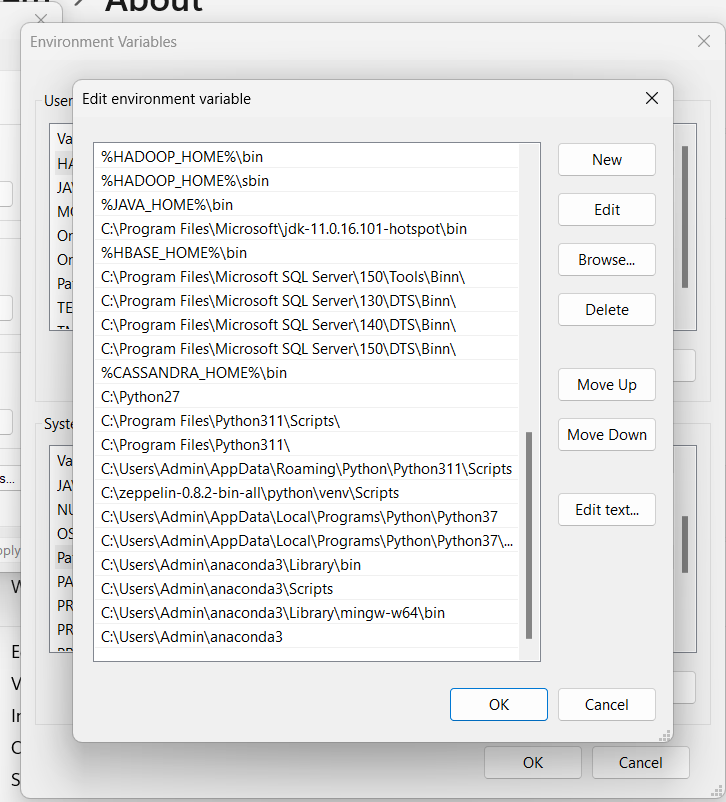 About
Environment Variables
User
Edit environment variable
%HADOOP_HOME%\bin
%HADOOP_HOME%\sbin
%JAVA_HOME%\bin
C:\Program Files\Microsoft\jdk-11.0.16.101-hotspot\bin
%HBASE_HOME%\bin
C:\Program Files\Microsoft SQL Server\150\Tools\Binn\
C:\Program Files\Microsoft SQL Server\130\DTS\Binn\
C:\Program Files\Microsoft SQL Server\140\DTS\Binn\
C:\Program Files\Microsoft SQL Server\150\DTS\Binn\
%CASSANDRA_HOME%\bin
C:\Python27
C:\Program Files\Python311\Scripts\
C:\Program Files\Python311\
C:\Users\Admin\AppData\Roaming\Python\Python311\Scripts
C:\zeppelin-0.8.2-bin-all\python\venv\Scripts
C:\Users\Admin\AppData\Local\Programs\Python\Python37
C:\Users\Admin\AppData\Local\Programs\Python\Python37\...
C:\Users\Admin\anaconda3\Library\bin
C:\Users\Admin\anaconda3\Scripts
C:\Users\Admin\anaconda3\Library\mingw-w64\bin
C:\Users\Admin\anaconda3
New
Edit
Browse...
Delete
Move Up
Move Down
Edit text...
OK
Cancel
Va
HA
JA
Or
Or
Pa
TE
Syste
Va
JA
NU
OS
Pa
PA
PR
PR
OK
Cancel